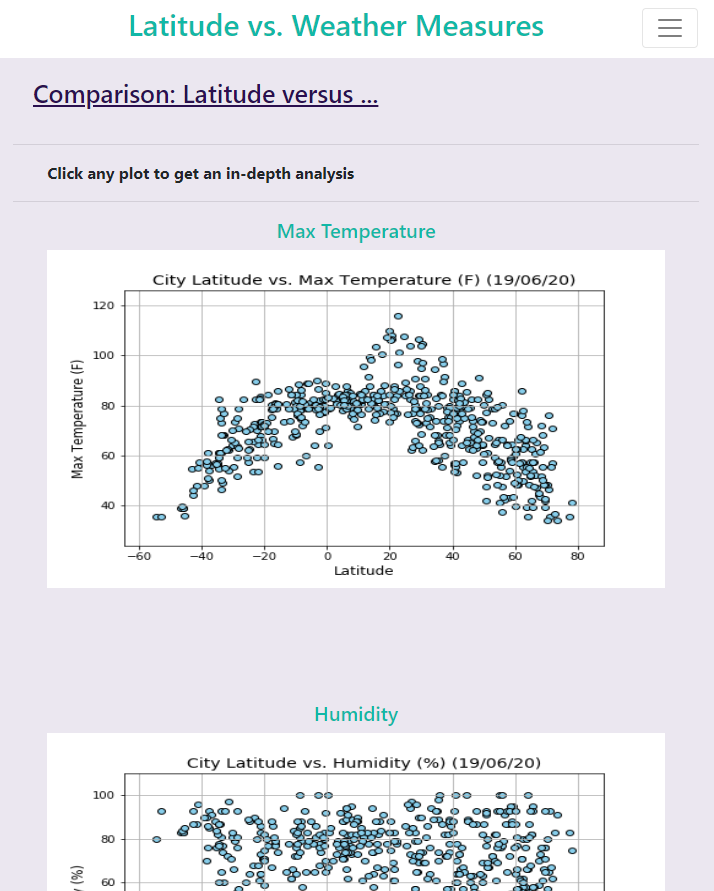 Latitude vs. Weather Measures
Comparison: Latitude versus ...
Click any plot to get an in-depth analysis
Max Temperature
City Latitude vs. Max Temperature (F) (19/06/20)
Max Temperature (F)
120
100
80
60
40
−60 −40 −20 0 20 40 60 80
Latitude
Humidity
City Latitude vs. Humidity (%) (19/06/20)
100
80
60
(%)